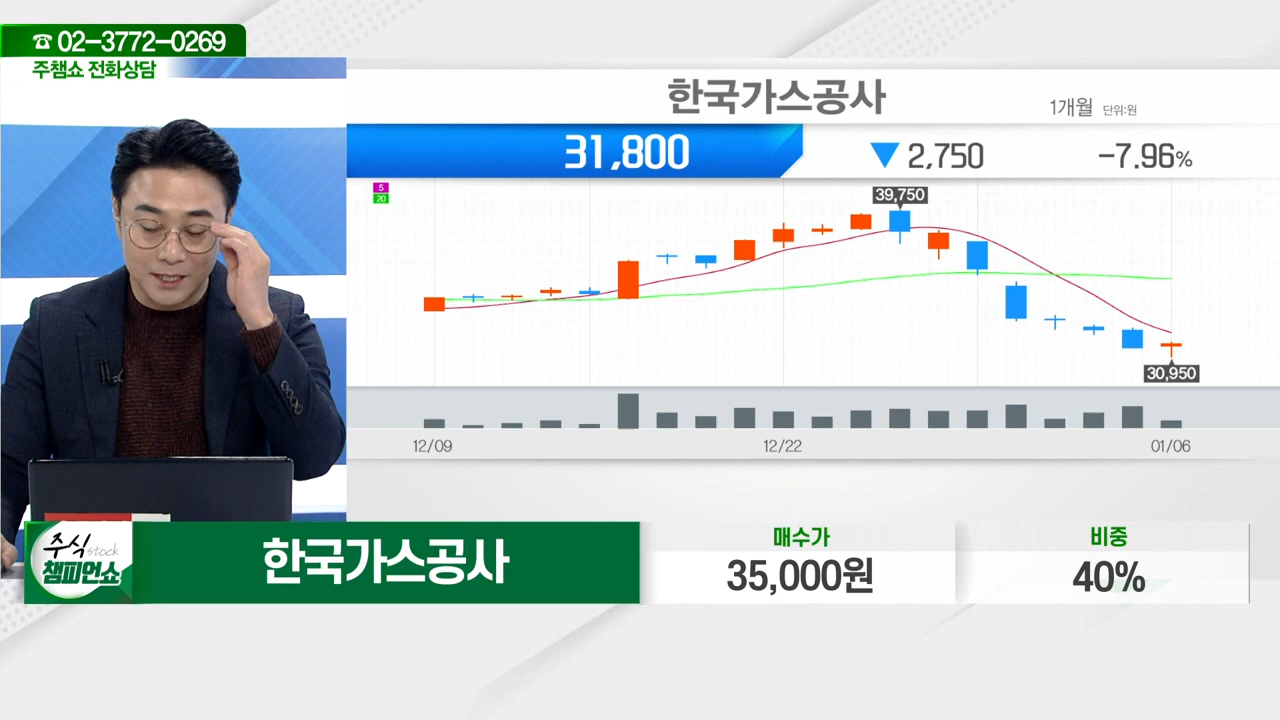 ☎ 02-3772-0269
주챔쇼 전화상담
한국가스공사
1개월 단위:원
31,800 ▼ 2,750 -7.96%
5
20
39,750
30,950
12/09 12/22 01/06
주식 stock
챔피언쇼
한국가스공사
매수가
35,000원
비중
40%